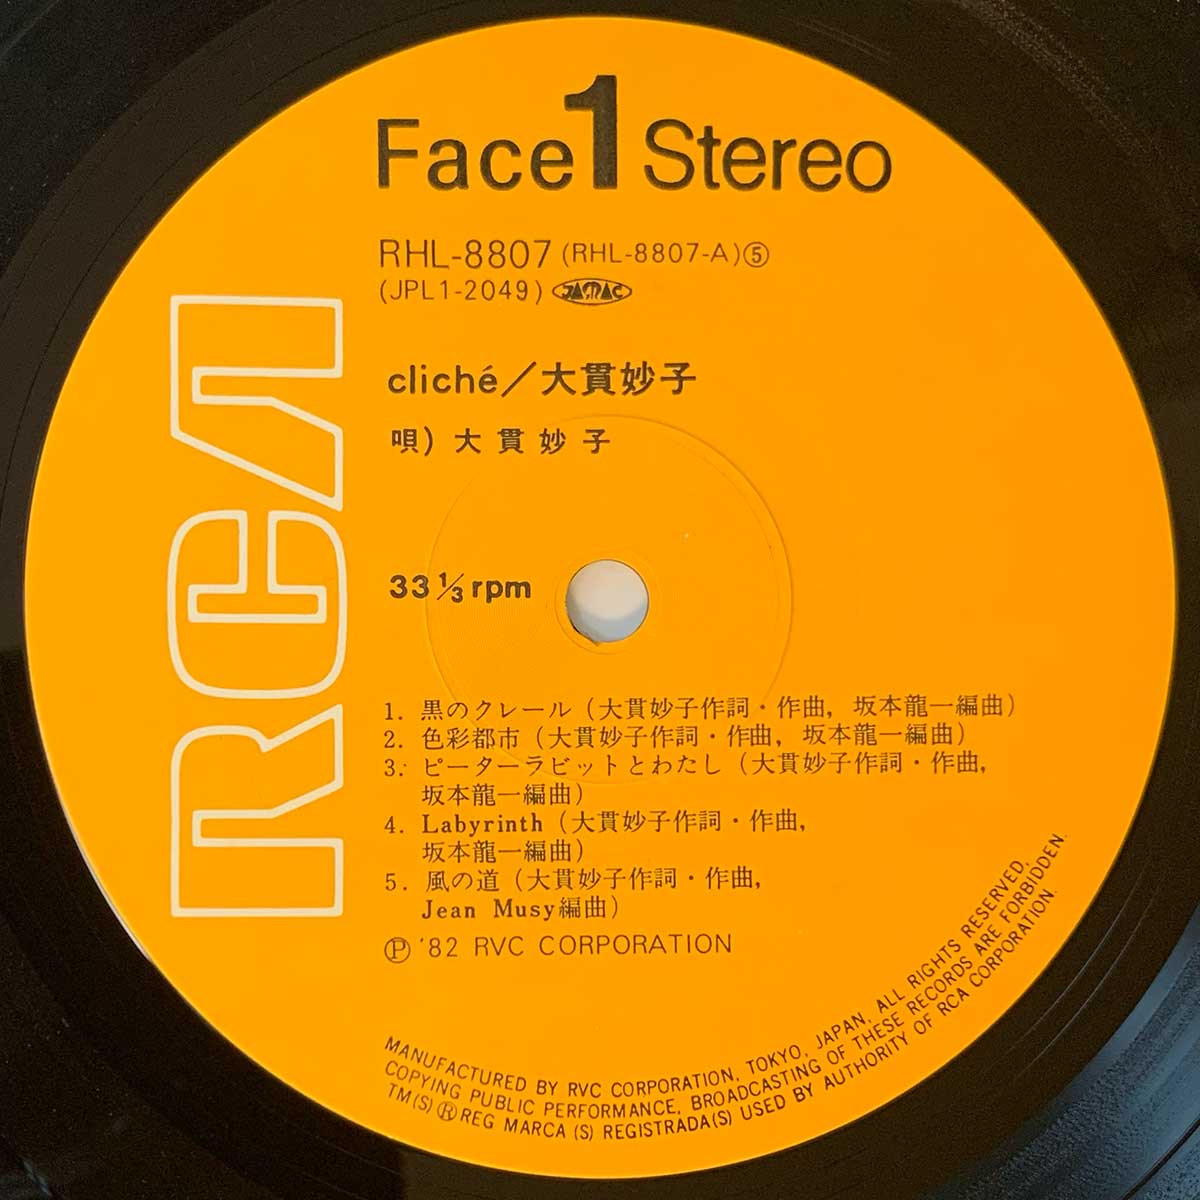 Face 1 Stereo
RHL-8807 (RHL-8807-A)⑤
(JPL1-2049) JASRAC
cliché／大貫妙子
唄) 大貫妙子
RCA
33 1/3 rpm
1. 黒のクレール (大貫妙子作詞・作曲, 坂本龍一編曲)
2. 色彩都市 (大貫妙子作詞・作曲, 坂本龍一編曲)
3. ピーターラビットとわたし (大貫妙子作詞・作曲,
坂本龍一編曲)
4. Labyrinth (大貫妙子作詞・作曲,
坂本龍一編曲)
5. 風の道 (大貫妙子作詞・作曲,
Jean Musy編曲)
Ⓟ '82 RVC CORPORATION
MANUFACTURED BY RVC CORPORATION, TOKYO, JAPAN, ALL RIGHTS RESERVED,
COPYING PUBLIC PERFORMANCE, BROADCASTING OF THESE RECORDS ARE FORBIDDEN.
TM(S) ® REG MARCA (S) REGISTRADA(S) USED BY AUTHORITY OF RCA CORPORATION.